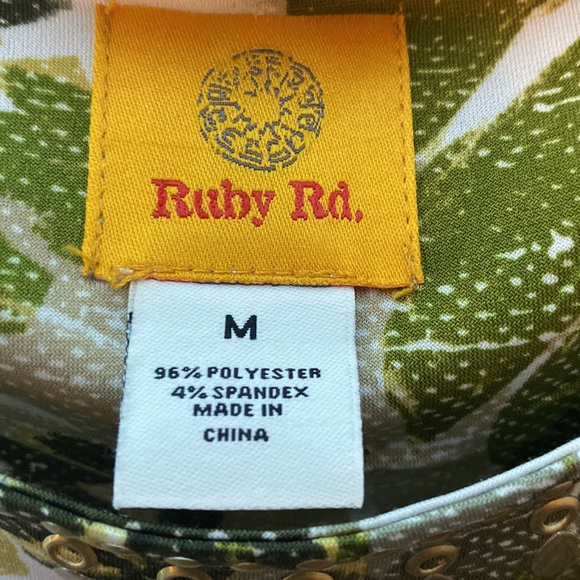 Ruby Rd.
M
96% POLYESTER
4% SPANDEX
MADE IN
CHINA